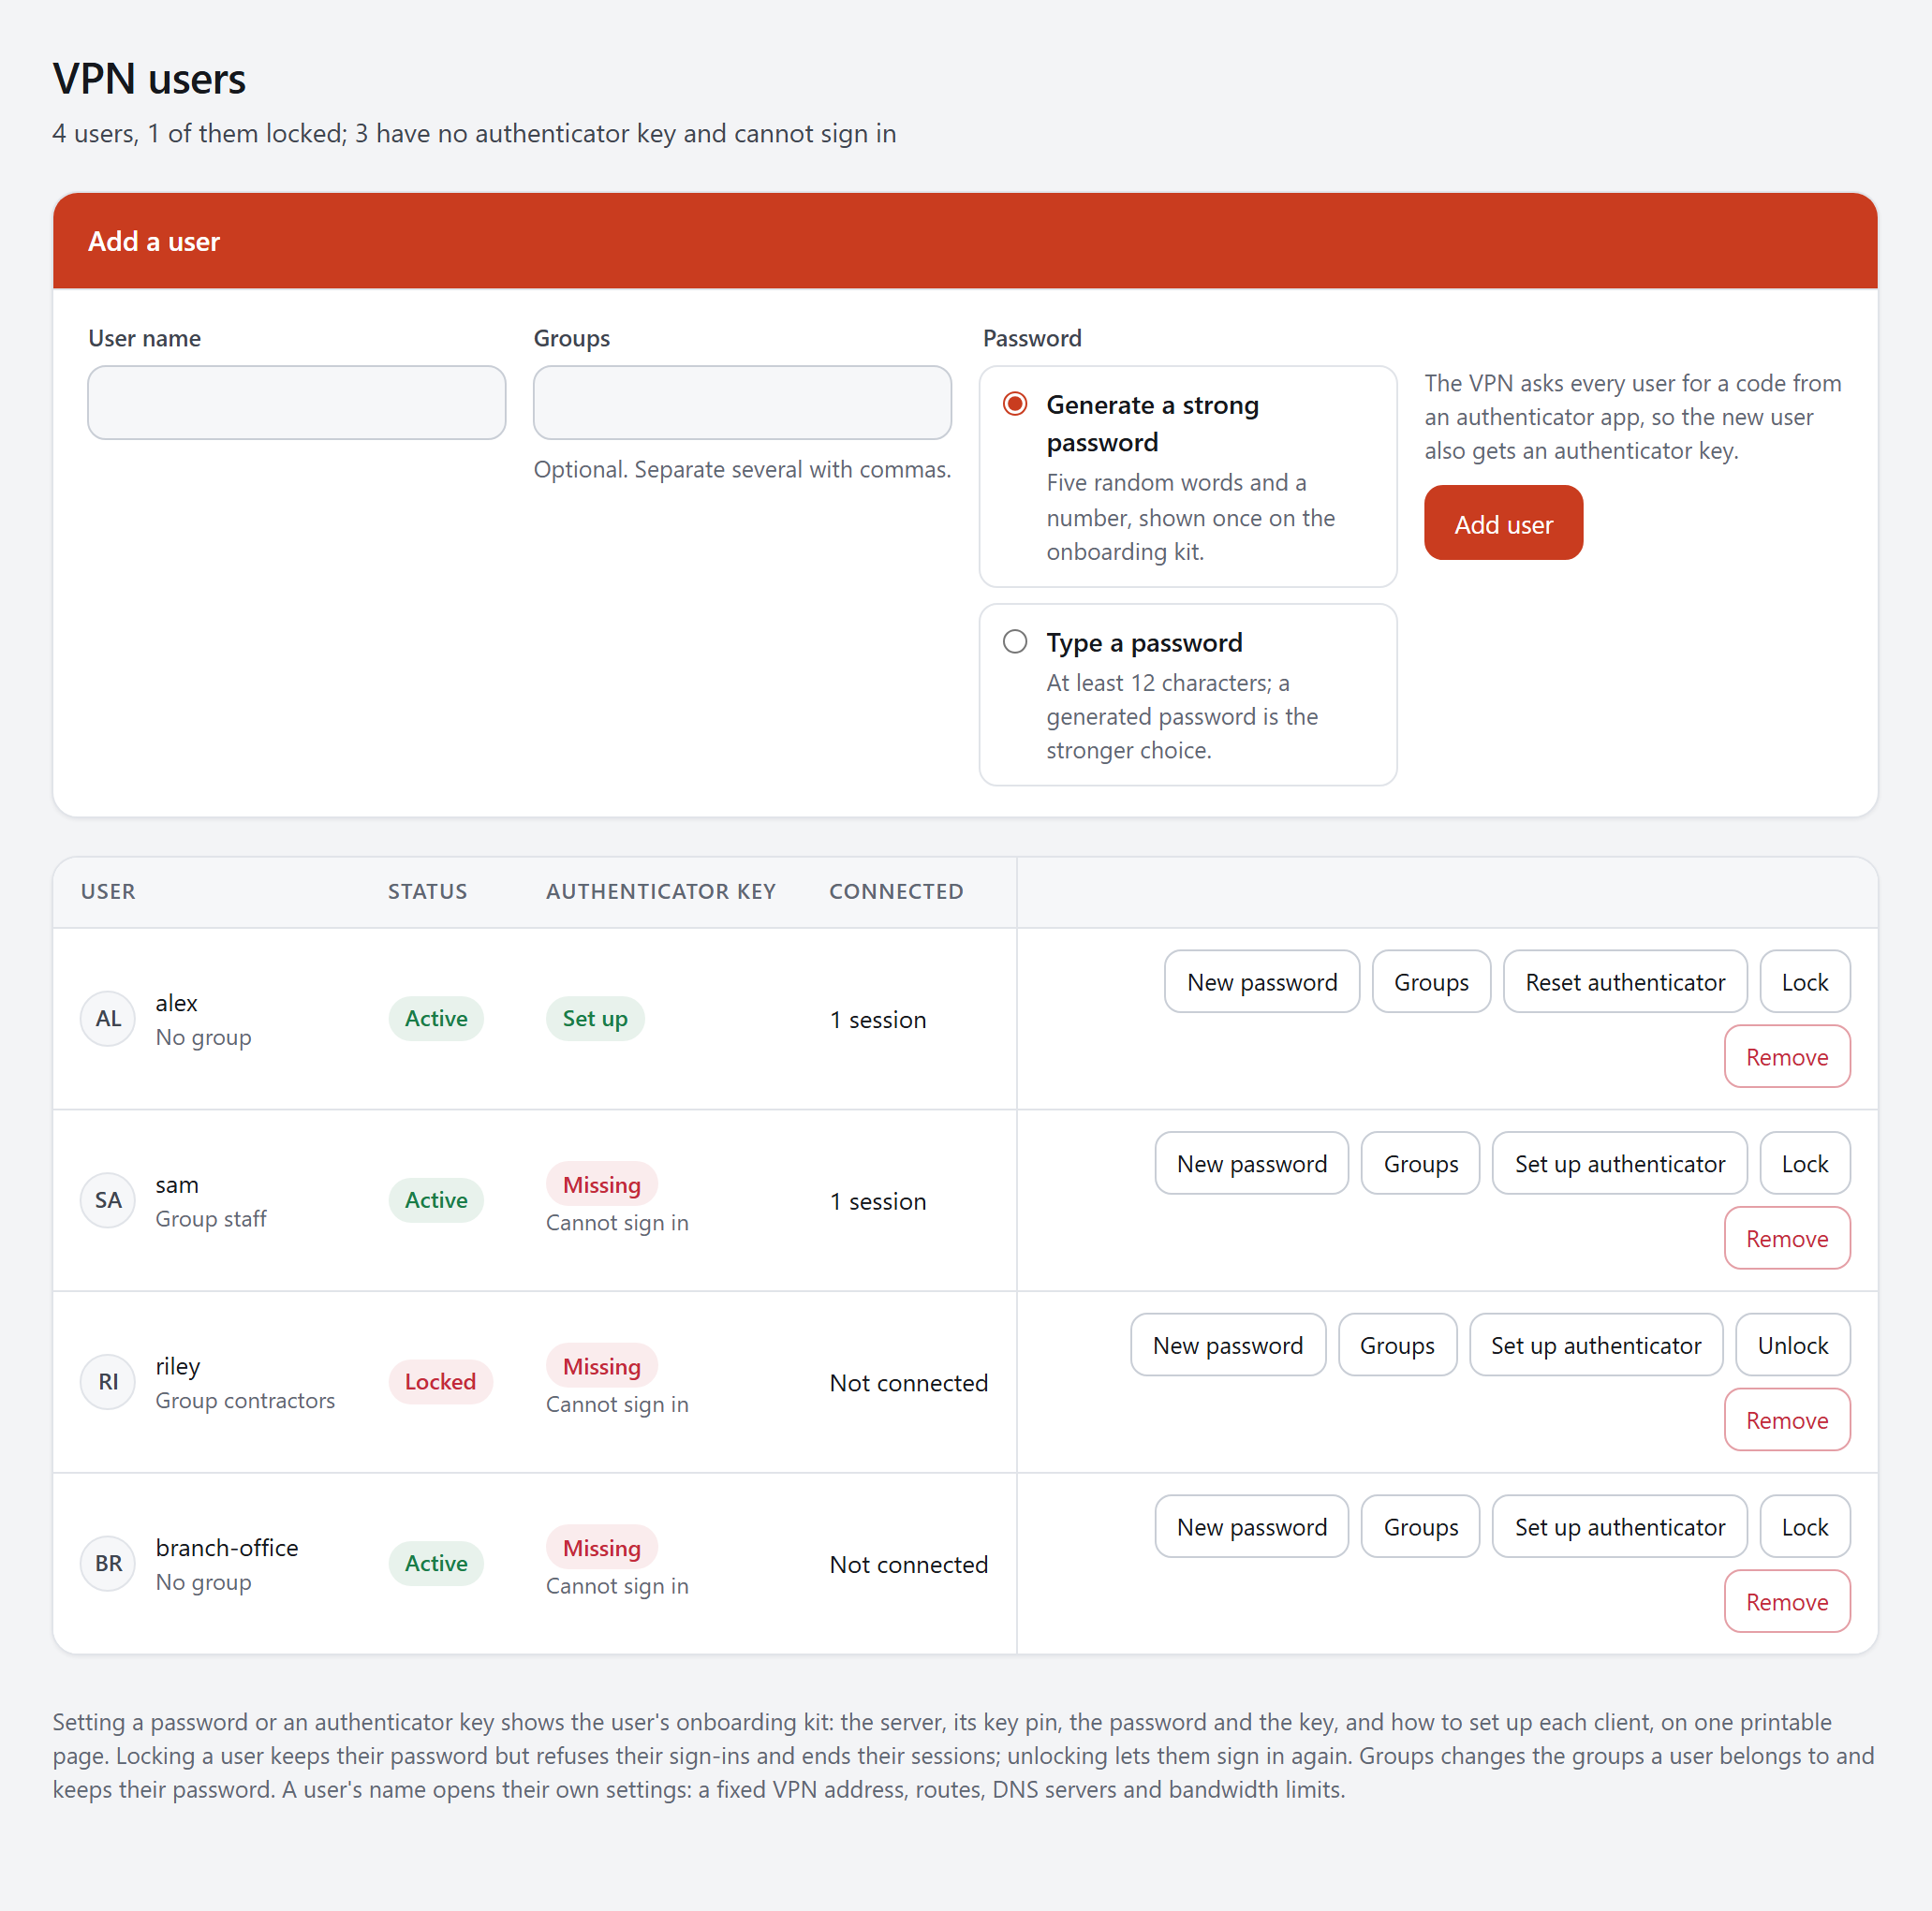 VPN users
4 users, 1 of them locked; 3 have no authenticator key and cannot sign in
Add a user
User name
Groups
Optional. Separate several with commas.
Password
Generate a strong
password
Five random words and a
number, shown once on the
onboarding kit.
Type a password
At least 12 characters; a
generated password is the
stronger choice.
The VPN asks every user for a code from
an authenticator app, so the new user
also gets an authenticator key.
Add user
USER STATUS AUTHENTICATOR KEY CONNECTED
AL
alex
No group
Active
Set up
1 session
New password Groups Reset authenticator Lock
Remove
SA
sam
Group staff
Active
Missing
Cannot sign in
1 session
New password Groups Set up authenticator Lock
Remove
RI
riley
Group contractors
Locked
Missing
Cannot sign in
Not connected
New password Groups Set up authenticator Unlock
Remove
BR
branch-office
No group
Active
Missing
Cannot sign in
Not connected
New password Groups Set up authenticator Lock
Remove
Setting a password or an authenticator key shows the user's onboarding kit: the server, its key pin, the password and the key, and how to set up each client, on one printable
page. Locking a user keeps their password but refuses their sign-ins and ends their sessions; unlocking lets them sign in again. Groups changes the groups a user belongs to and
keeps their password. A user's name opens their own settings: a fixed VPN address, routes, DNS servers and bandwidth limits.